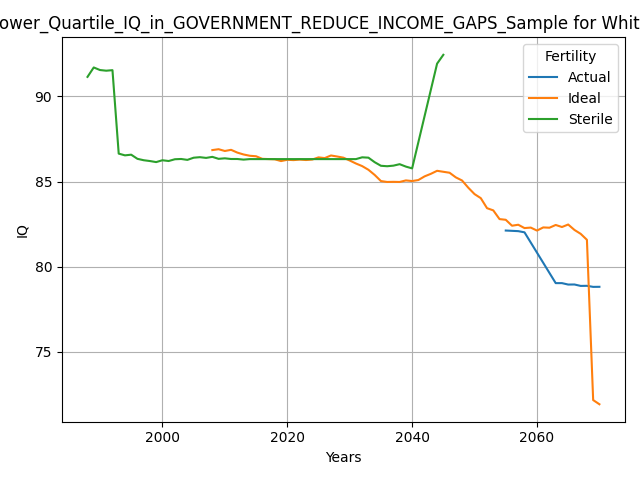 ower_Quartile_IQ_in_GOVERNMENT_REDUCE_INCOME_GAPS_Sample for Whit
Fertility
Actual
Ideal
Sterile
90
85
80
75
IQ
2000 2020 2040 2060
Years